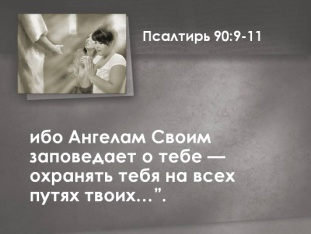 Псалтирь 90:9-11
ибо Ангелам Своим
заповедает о тебе —
охранять тебя на всех
путях твоих…”.